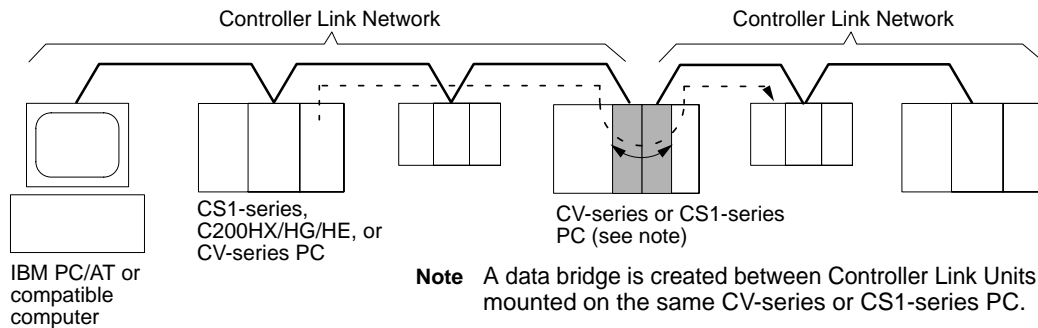 Controller Link Network
Controller Link Network
CS1-series,
C200HX/HG/HE, or
CV-series PC
CV-series or CS1-series
PC (see note)
IBM PC/AT or
compatible
computer
Note A data bridge is created between Controller Link Units
mounted on the same CV-series or CS1-series PC.